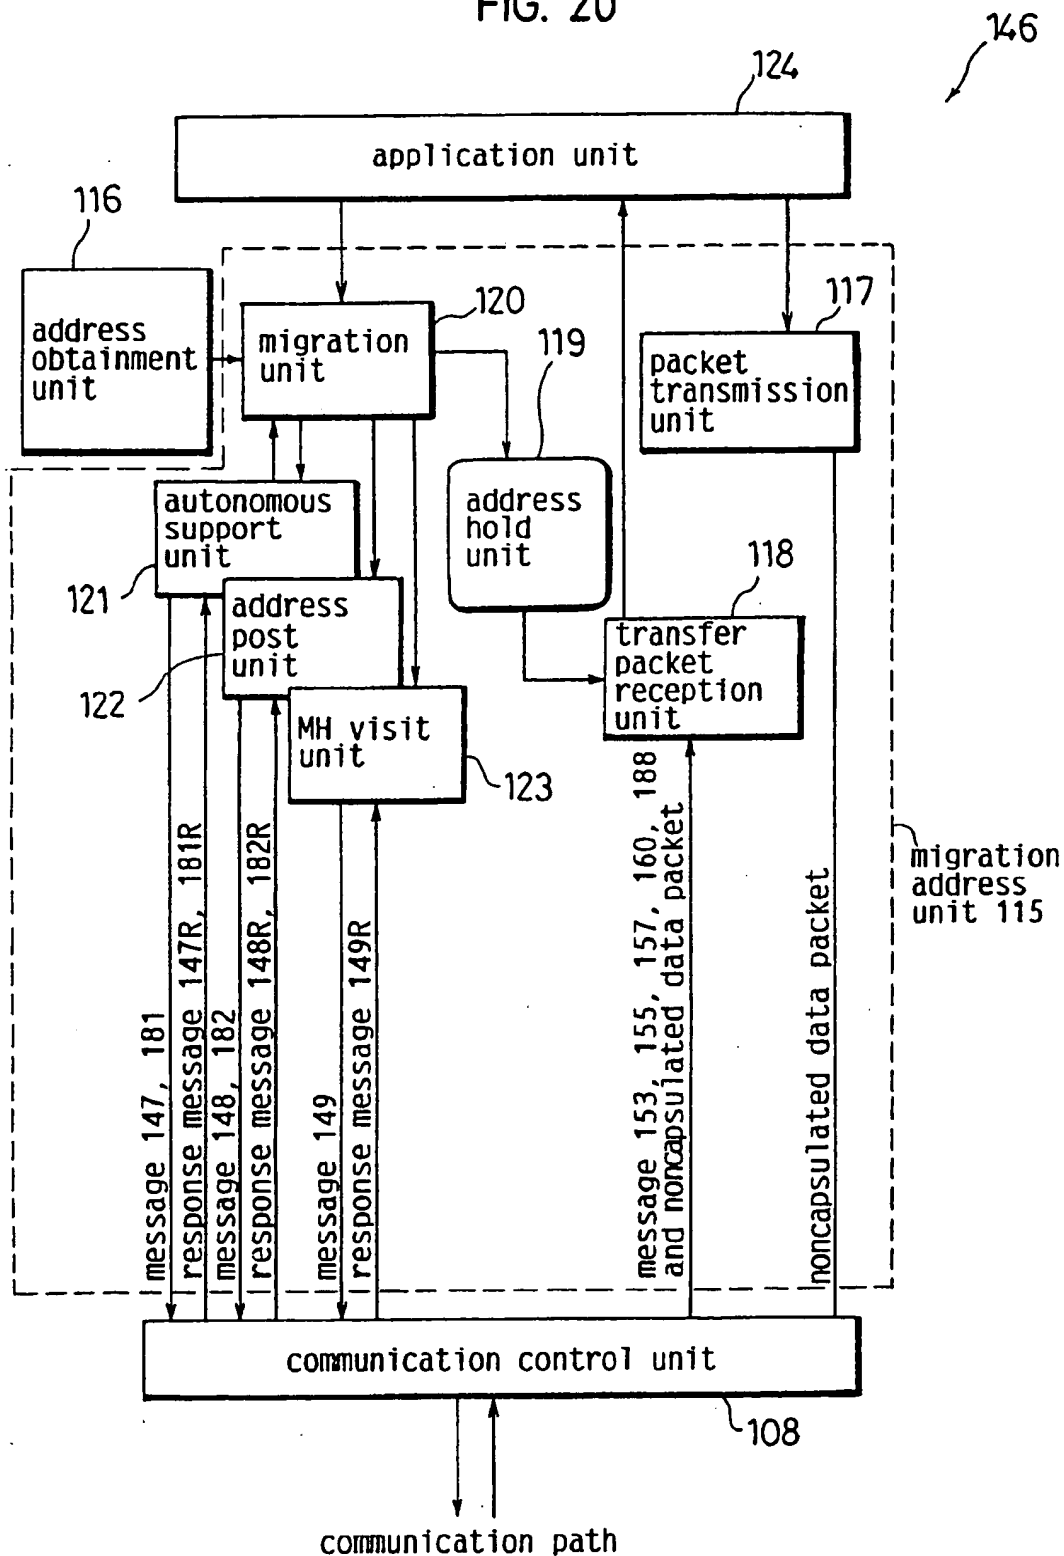 FIG. 20
146
124
application unit
116
address
obtainment
unit
migration
unit
120
119
117
packet
transmission
unit
address
hold
unit
autonomous
support
unit
121
address
post
unit
122
118
transfer
packet
reception
unit
MH visit
unit
123
migration
address
unit 115
message 147, 181
response message 147R, 181R
message 148, 182
response message 148R, 182R
message 149
response message 149R
message 153, 155, 157, 160, 188
and noncapsulated data packet
noncapsulated data packet
communication control unit
108
communication path